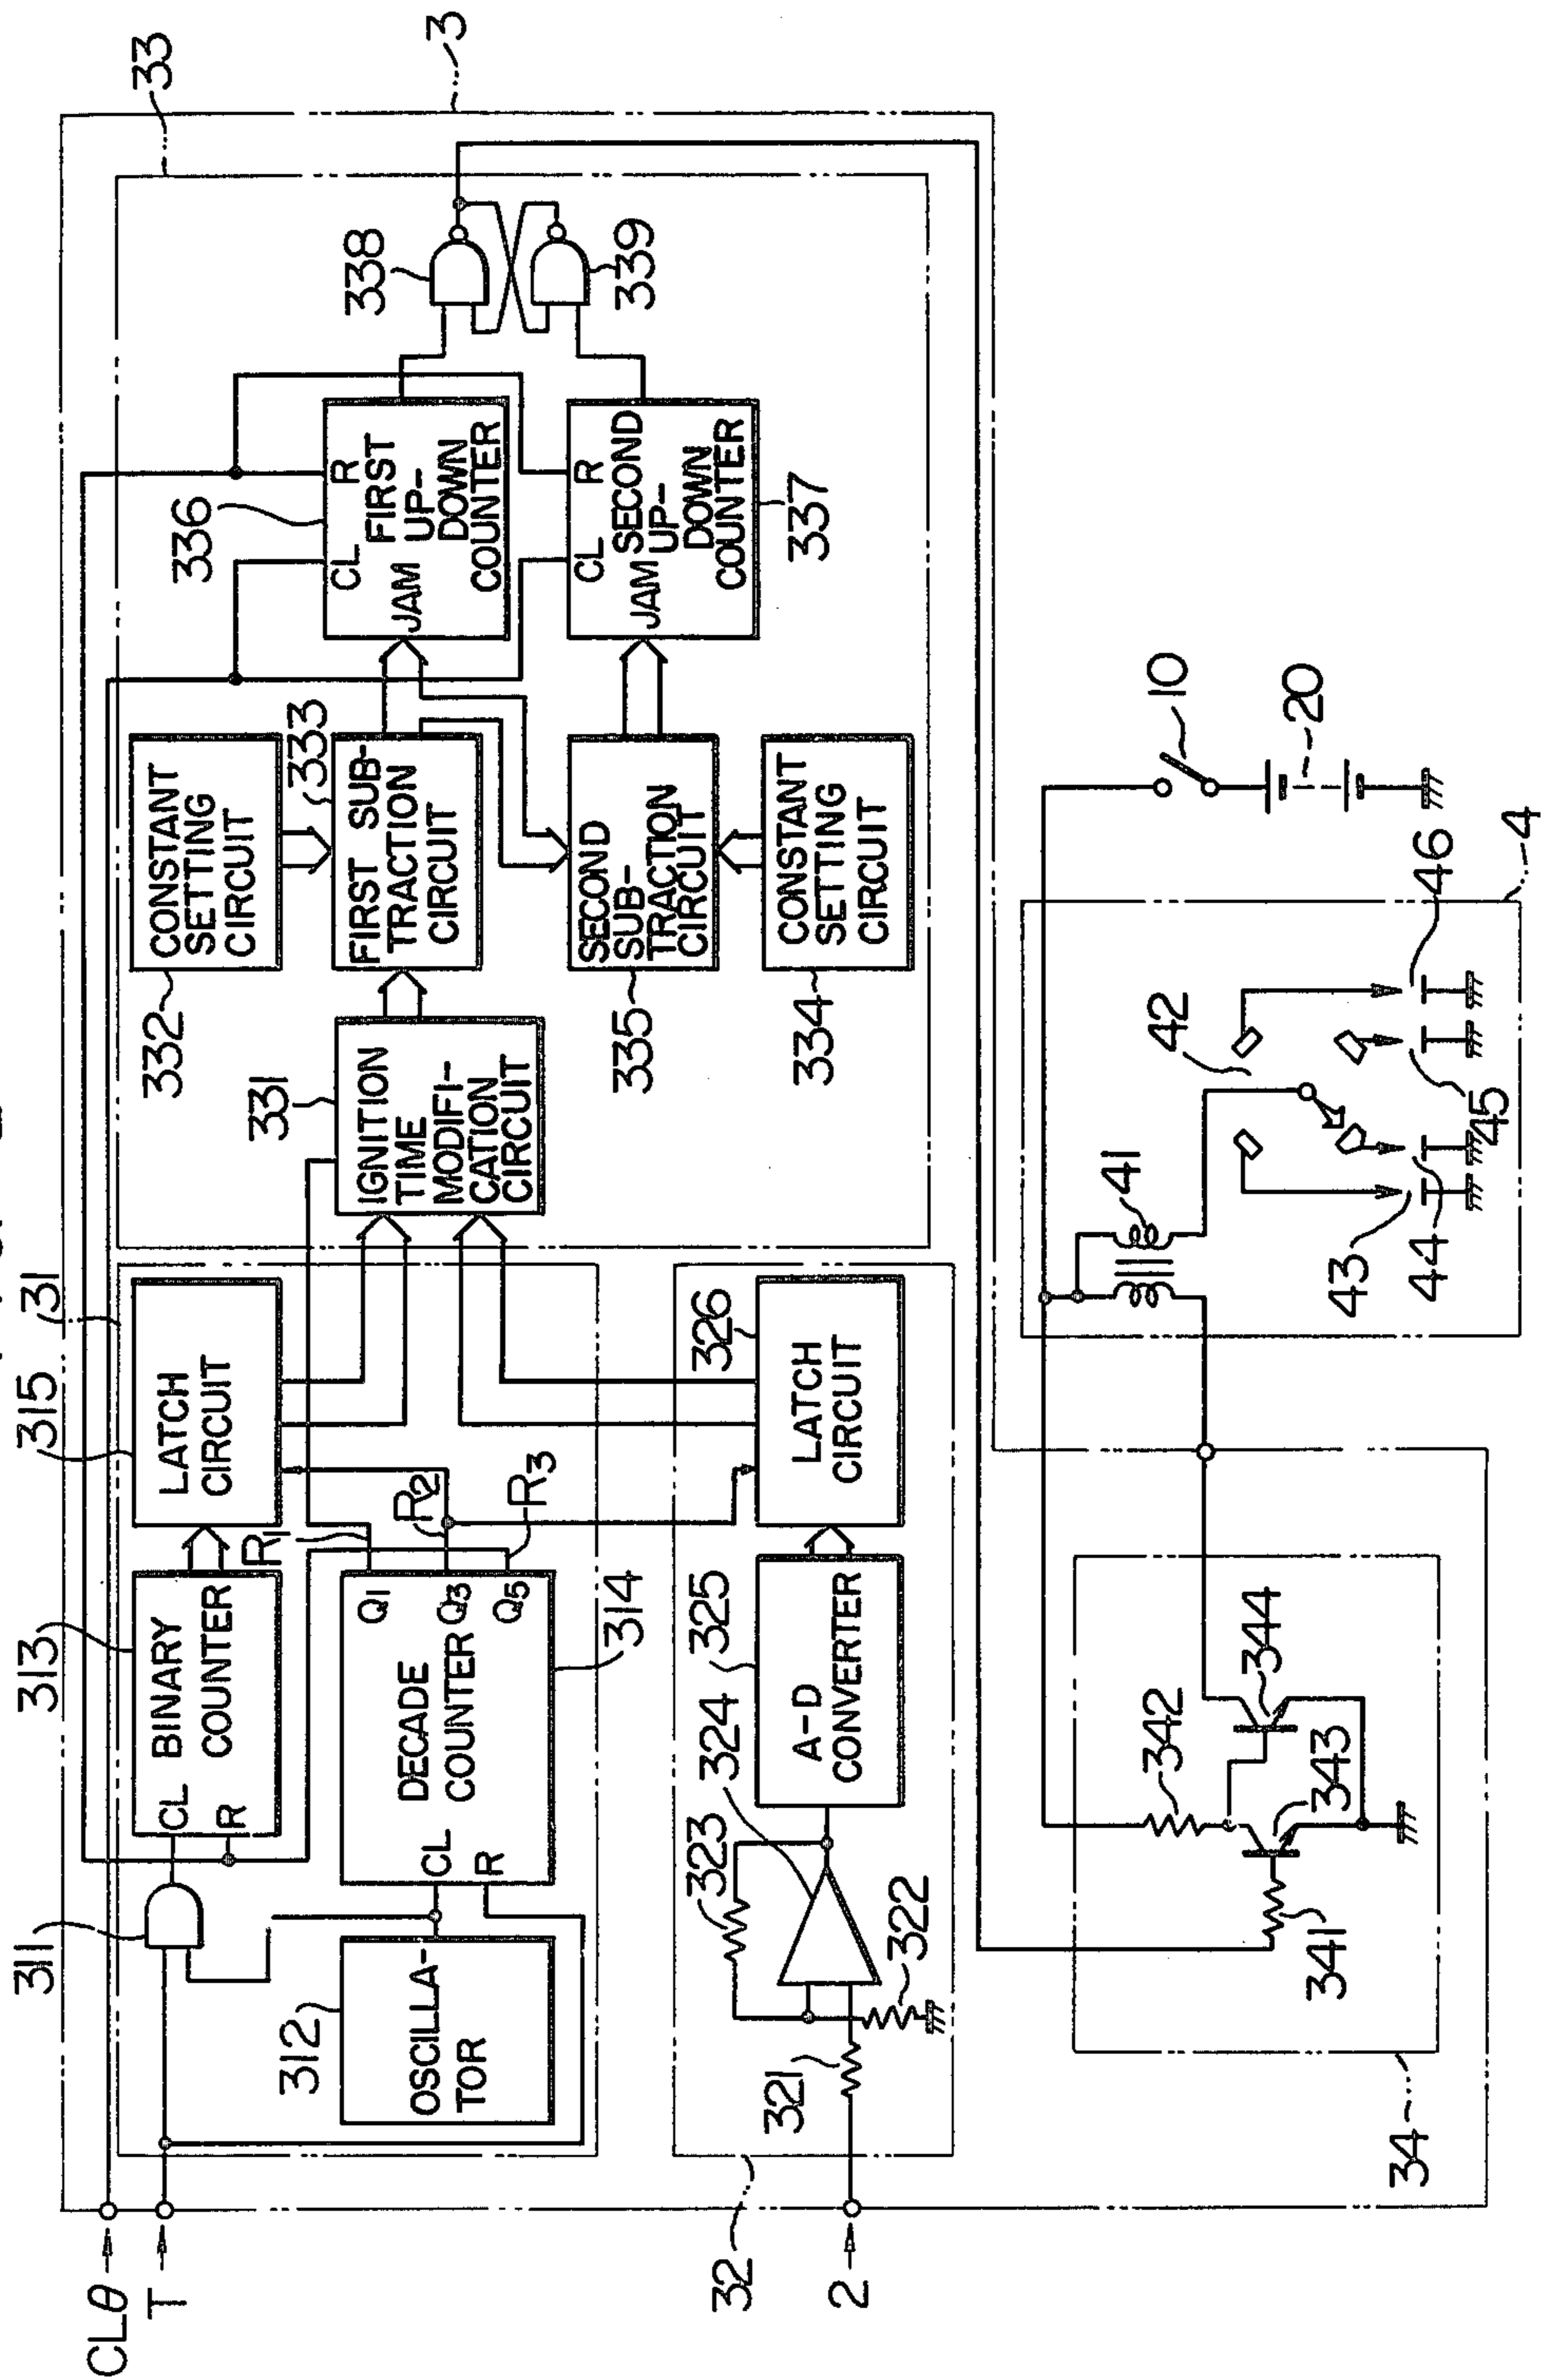 CLθ
T
2
3
33
31
315
313
311
312
314
LATCH
CIRCUIT
BINARY
COUNTER
CL
R
R1
R2
R3
Q1
Q3
Q5
DECADE
COUNTER
CL
R
OSCILLA-
TOR
32
321
322
323
324
325
326
A-D
CONVERTER
LATCH
CIRCUIT
331
IGNITION
TIME
MODIFI-
CATION
CIRCUIT
332
CONSTANT
SETTING
CIRCUIT
333
FIRST SUB-
TRACTION
CIRCUIT
335
SECOND
SUB-
TRACTION
CIRCUIT
334
CONSTANT
SETTING
CIRCUIT
336
CL R
JAM
FIRST
UP-
DOWN
COUNTER
337
CL R
JAM
SECOND
UP-
DOWN
COUNTER
338
339
34
341
342
343
344
4
41
42
43
44
45
46
10
20